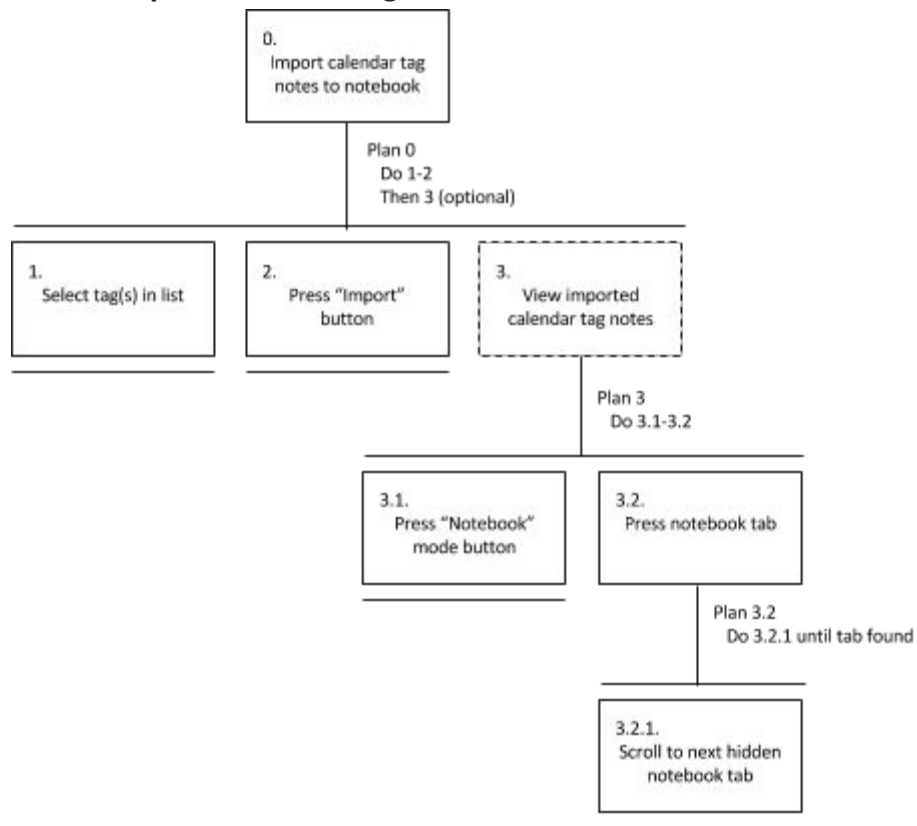 0.
Import calendar tag
notes to notebook
Plan 0
Do 1-2
Then 3 (optional)
1.
Select tag(s) in list
2.
Press “Import”
button
3.
View imported
calendar tag notes
Plan 3
Do 3.1-3.2
3.1.
Press “Notebook”
mode button
3.2.
Press notebook tab
Plan 3.2
Do 3.2.1 until tab found
3.2.1.
Scroll to next hidden
notebook tab